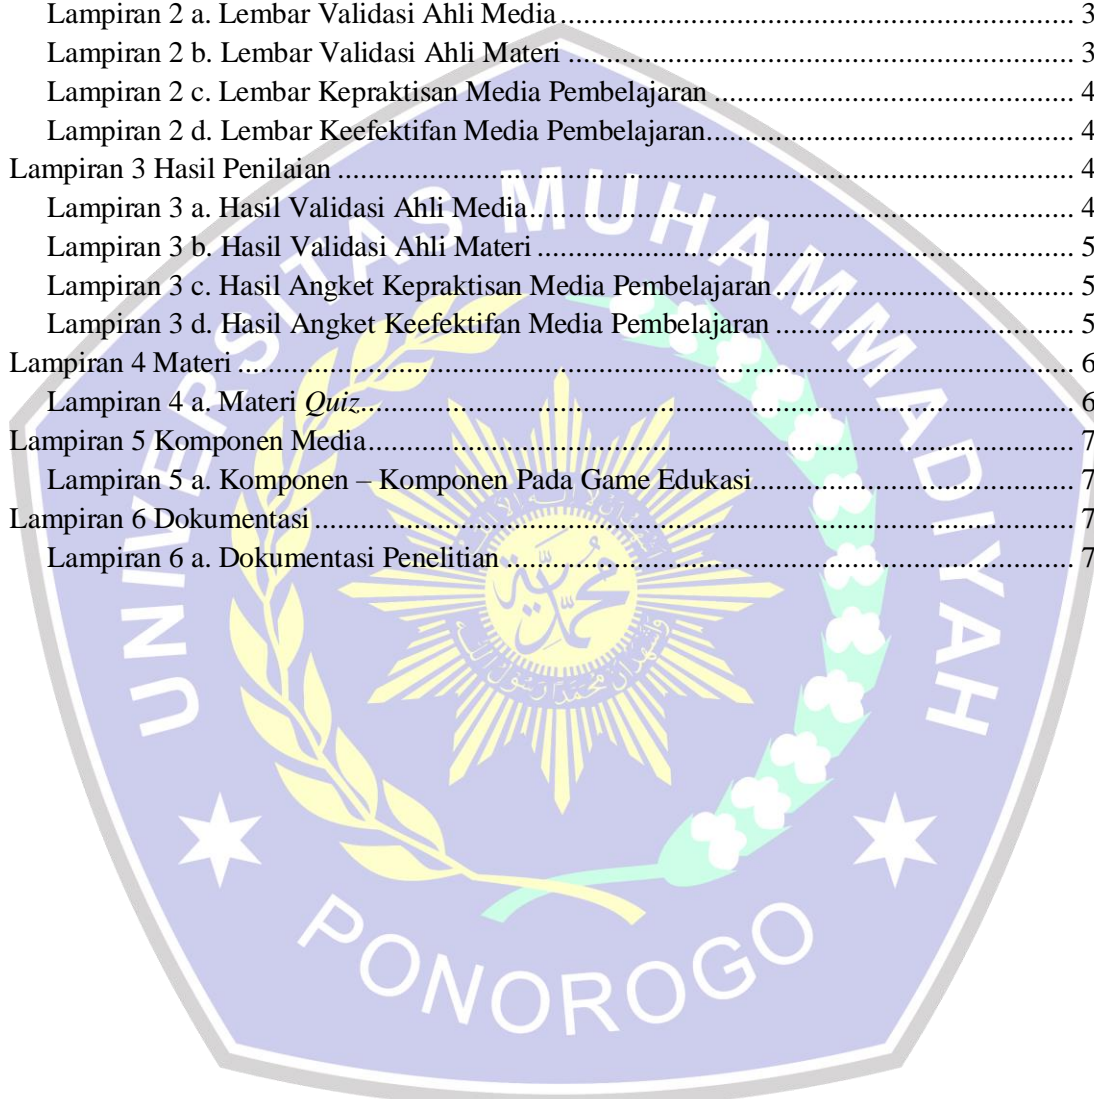 Lampiran 2 a. Lembar Validasi Ahli Media.......... 3
Lampiran 2 b. Lembar Validasi Ahli Materi .......... 3
Lampiran 2 c. Lembar Kepraktisan Media Pembelajaran .......... 4
Lampiran 2 d. Lembar Keefektifan Media Pembelajaran.......... 4
Lampiran 3 Hasil Penilaian .......... 4
Lampiran 3 a. Hasil Validasi Ahli Media.......... 4
Lampiran 3 b. Hasil Validasi Ahli Materi .......... 5
Lampiran 3 c. Hasil Angket Kepraktisan Media Pembelajaran .......... 5
Lampiran 3 d. Hasil Angket Keefektifan Media Pembelajaran .......... 5
Lampiran 4 Materi .......... 6
Lampiran 4 a. Materi Quiz.......... 6
Lampiran 5 Komponen Media.......... 7
Lampiran 5 a. Komponen – Komponen Pada Game Edukasi.......... 7
Lampiran 6 Dokumentasi.......... 7
Lampiran 6 a. Dokumentasi Penelitian .......... 7
UNIVERSITAS MUHAMMADIYAH
محمدية
PONOROGO